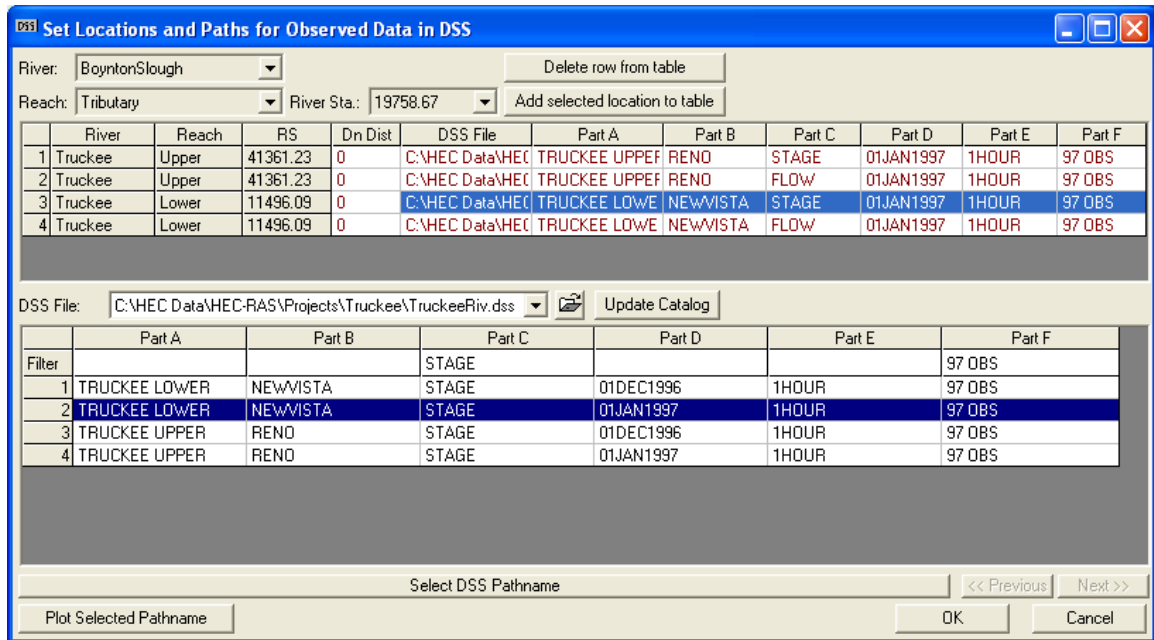 DSS Set Locations and Paths for Observed Data in DSS
River: BoyntonSlough Delete row from table
Reach: Tributary River Sta.: 19758.67 Add selected location to table
River Reach RS Dn Dist DSS File Part A Part B Part C Part D Part E Part F
1 Truckee Upper 41361.23 0 C:\HEC Data\HEC TRUCKEE UPPER RENO STAGE 01JAN1997 1HOUR 97 OBS
2 Truckee Upper 41361.23 0 C:\HEC Data\HEC TRUCKEE UPPER RENO FLOW 01JAN1997 1HOUR 97 OBS
3 Truckee Lower 11496.09 0 C:\HEC Data\HEC TRUCKEE LOWE NEWVISTA STAGE 01JAN1997 1HOUR 97 OBS
4 Truckee Lower 11496.09 0 C:\HEC Data\HEC TRUCKEE LOWE NEWVISTA FLOW 01JAN1997 1HOUR 97 OBS
DSS File: C:\HEC Data\HEC-RAS\Projects\Truckee\TruckeeRiv.dss Update Catalog
Part A Part B Part C Part D Part E Part F
Filter STAGE 97 OBS
1 TRUCKEE LOWER NEWVISTA STAGE 01DEC1996 1HOUR 97 OBS
2 TRUCKEE LOWER NEWVISTA STAGE 01JAN1997 1HOUR 97 OBS
3 TRUCKEE UPPER RENO STAGE 01DEC1996 1HOUR 97 OBS
4 TRUCKEE UPPER RENO STAGE 01JAN1997 1HOUR 97 OBS
Select DSS Pathname << Previous Next >>
Plot Selected Pathname OK Cancel